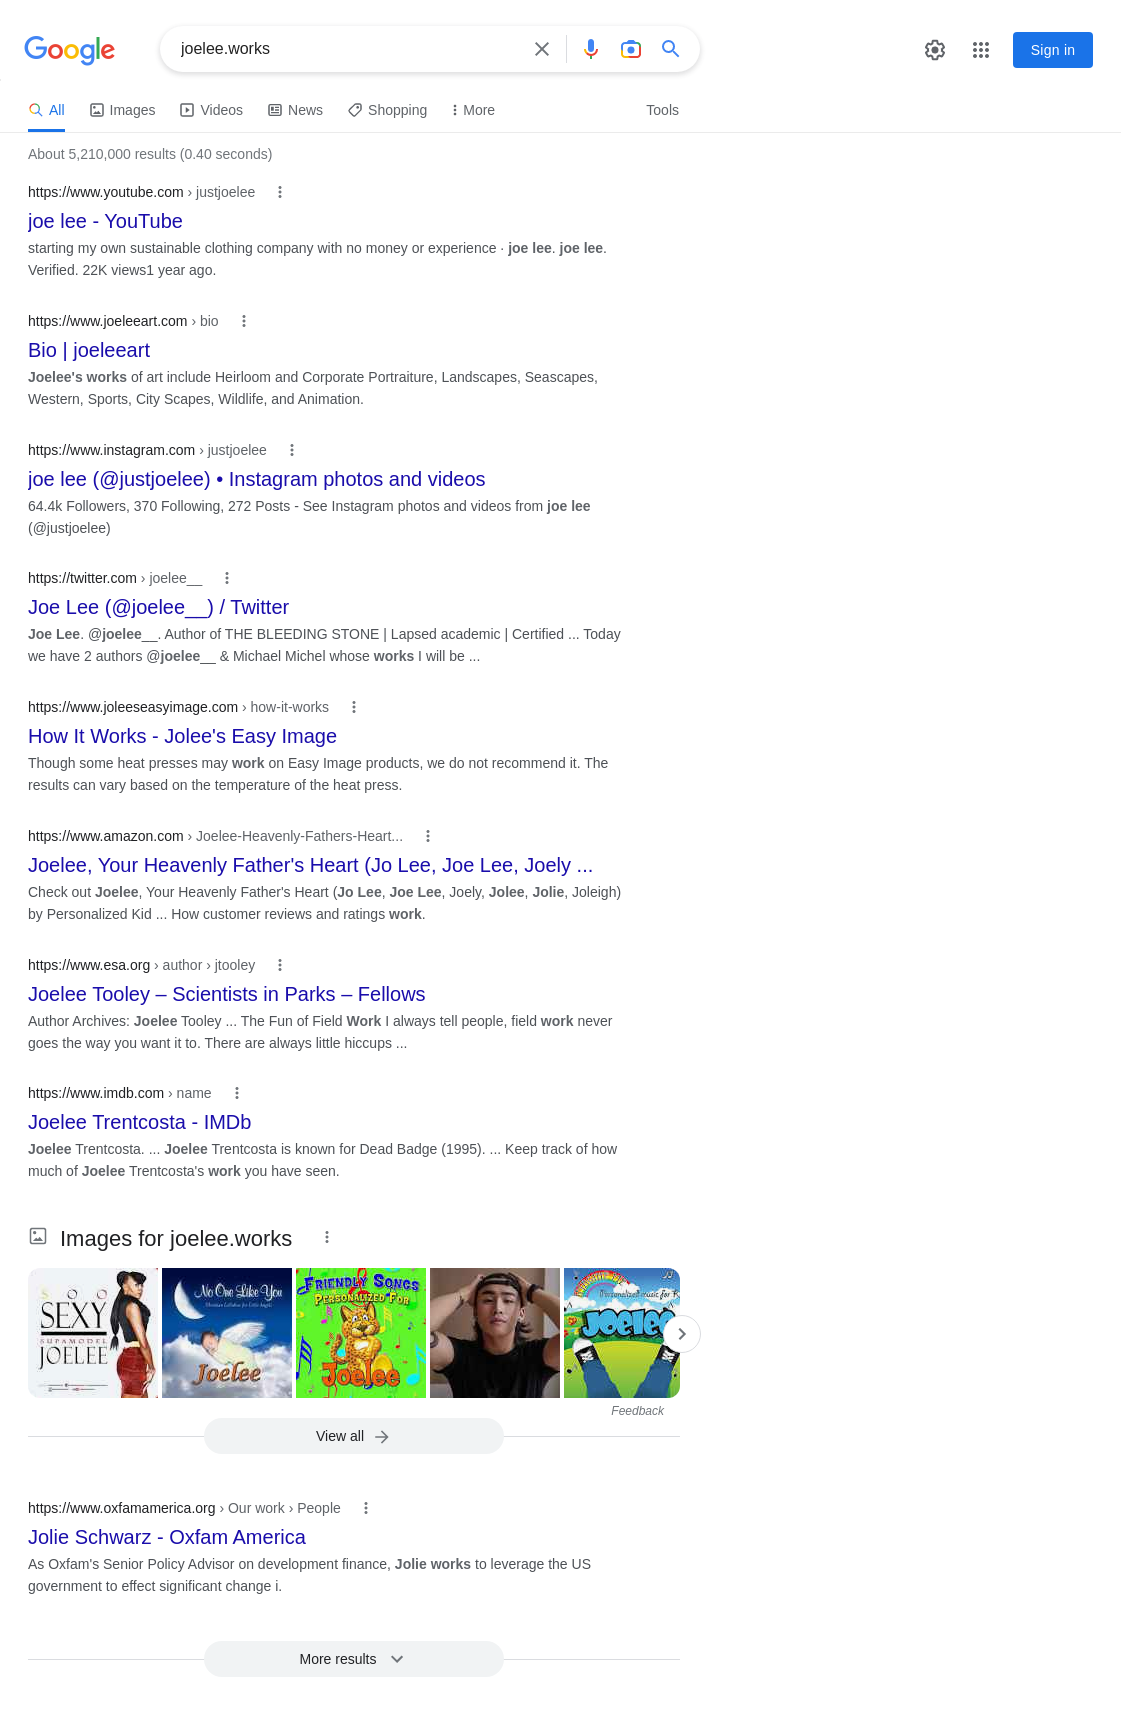 Google
joelee.works
Sign in
All
Images
Videos
News
Shopping
More
Tools
About 5,210,000 results (0.40 seconds)
https://www.youtube.com › justjoelee
joe lee - YouTube
starting my own sustainable clothing company with no money or experience · joe lee. joe lee.
Verified. 22K views1 year ago.
https://www.joeleeart.com › bio
Bio | joeleeart
Joelee's works of art include Heirloom and Corporate Portraiture, Landscapes, Seascapes,
Western, Sports, City Scapes, Wildlife, and Animation.
https://www.instagram.com › justjoelee
joe lee (@justjoelee) • Instagram photos and videos
64.4k Followers, 370 Following, 272 Posts - See Instagram photos and videos from joe lee
(@justjoelee)
https://twitter.com › joelee__
Joe Lee (@joelee__) / Twitter
Joe Lee. @joelee__. Author of THE BLEEDING STONE | Lapsed academic | Certified ... Today
we have 2 authors @joelee__ & Michael Michel whose works I will be ...
https://www.joleeseasyimage.com › how-it-works
How It Works - Jolee's Easy Image
Though some heat presses may work on Easy Image products, we do not recommend it. The
results can vary based on the temperature of the heat press.
https://www.amazon.com › Joelee-Heavenly-Fathers-Heart...
Joelee, Your Heavenly Father's Heart (Jo Lee, Joe Lee, Joely ...
Check out Joelee, Your Heavenly Father's Heart (Jo Lee, Joe Lee, Joely, Jolee, Jolie, Joleigh)
by Personalized Kid ... How customer reviews and ratings work.
https://www.esa.org › author › jtooley
Joelee Tooley – Scientists in Parks – Fellows
Author Archives: Joelee Tooley ... The Fun of Field Work I always tell people, field work never
goes the way you want it to. There are always little hiccups ...
https://www.imdb.com › name
Joelee Trentcosta - IMDb
Joelee Trentcosta. ... Joelee Trentcosta is known for Dead Badge (1995). ... Keep track of how
much of Joelee Trentcosta's work you have seen.
Images for joelee.works
SOO
SEXY
SUPAMODEL
JOELEE
No One Like You
Joelee
FRIENDLY SONGS
PERSONALIZED FOR
Joelee
Personalized music for K
Joelee
Feedback
View all
https://www.oxfamamerica.org › Our work › People
Jolie Schwarz - Oxfam America
As Oxfam's Senior Policy Advisor on development finance, Jolie works to leverage the US
government to effect significant change i.
More results